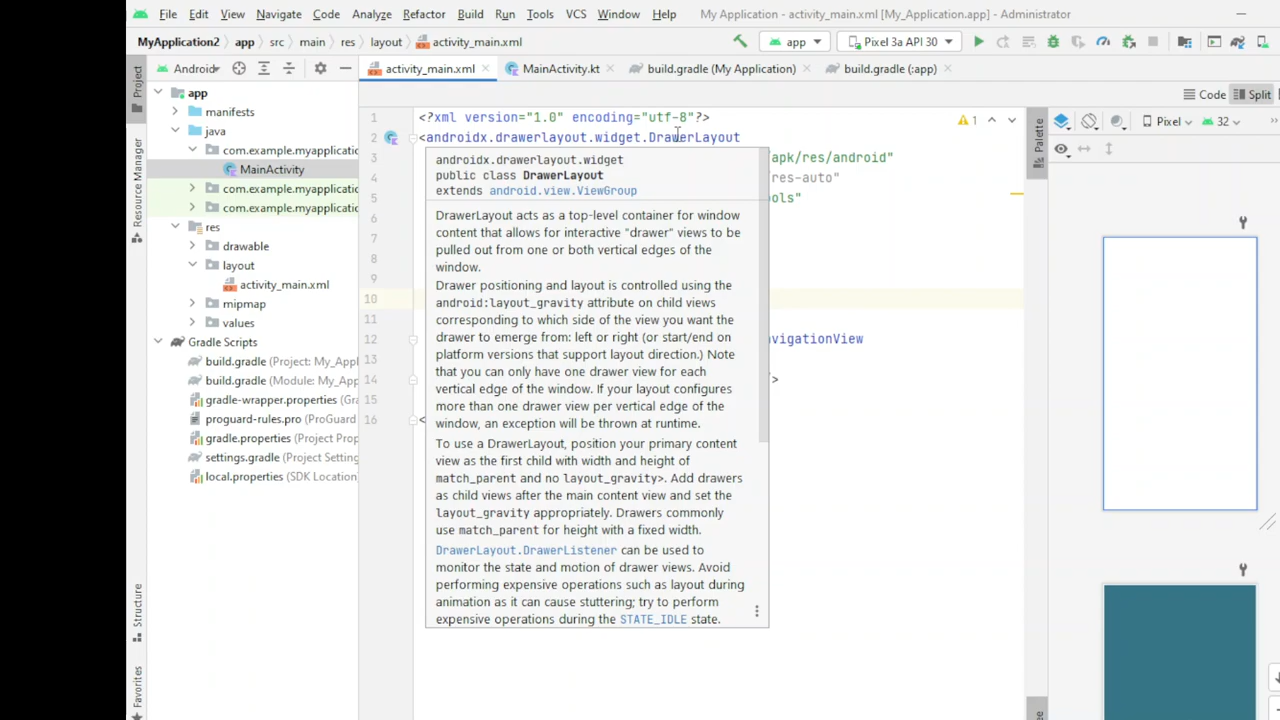 File Edit View Navigate Code Analyze Refactor Build Run Tools VCS Window Help My Application - activity_main.xml [My_Application.app] - Administrator
MyApplication2 app src main res layout activity_main.xml app Pixel 3a API 30
Project
Android
activity_main.xml
MainActivity.kt
build.gradle (My Application)
build.gradle (:app)
Code
Split
Resource Manager
Structure
Favorites
app
manifests
java
com.example.myapplicatio
MainActivity
com.example.myapplicatio
com.example.myapplicatio
res
drawable
layout
activity_main.xml
mipmap
values
Gradle Scripts
build.gradle (Project: My_App
build.gradle (Module: My_App
gradle-wrapper.properties (Gra
proguard-rules.pro (ProGuard
gradle.properties (Project Prop
settings.gradle (Project Setting
local.properties (SDK Location
1 <?xml version="1.0" encoding="utf-8"?>
2 <androidx.drawerlayout.widget.DrawerLayout
3 apk/res/android"
4 /res-auto"
5 ols"
6
7
8
9
10
11
12 vigationView
13
14 />
15
16 <
1
androidx.drawerlayout.widget
public class DrawerLayout
extends android.view.ViewGroup
DrawerLayout acts as a top-level container for window
content that allows for interactive "drawer" views to be
pulled out from one or both vertical edges of the
window.
Drawer positioning and layout is controlled using the
android:layout_gravity attribute on child views
corresponding to which side of the view you want the
drawer to emerge from: left or right (or start/end on
platform versions that support layout direction.) Note
that you can only have one drawer view for each
vertical edge of the window. If your layout configures
more than one drawer view per vertical edge of the
window, an exception will be thrown at runtime.
To use a DrawerLayout, position your primary content
view as the first child with width and height of
match_parent and no layout_gravity>. Add drawers
as child views after the main content view and set the
layout_gravity appropriately. Drawers commonly
use match_parent for height with a fixed width.
DrawerLayout.DrawerListener can be used to
monitor the state and motion of drawer views. Avoid
performing expensive operations such as layout during
animation as it can cause stuttering; try to perform
expensive operations during the STATE_IDLE state.
Palette
Pixel
32